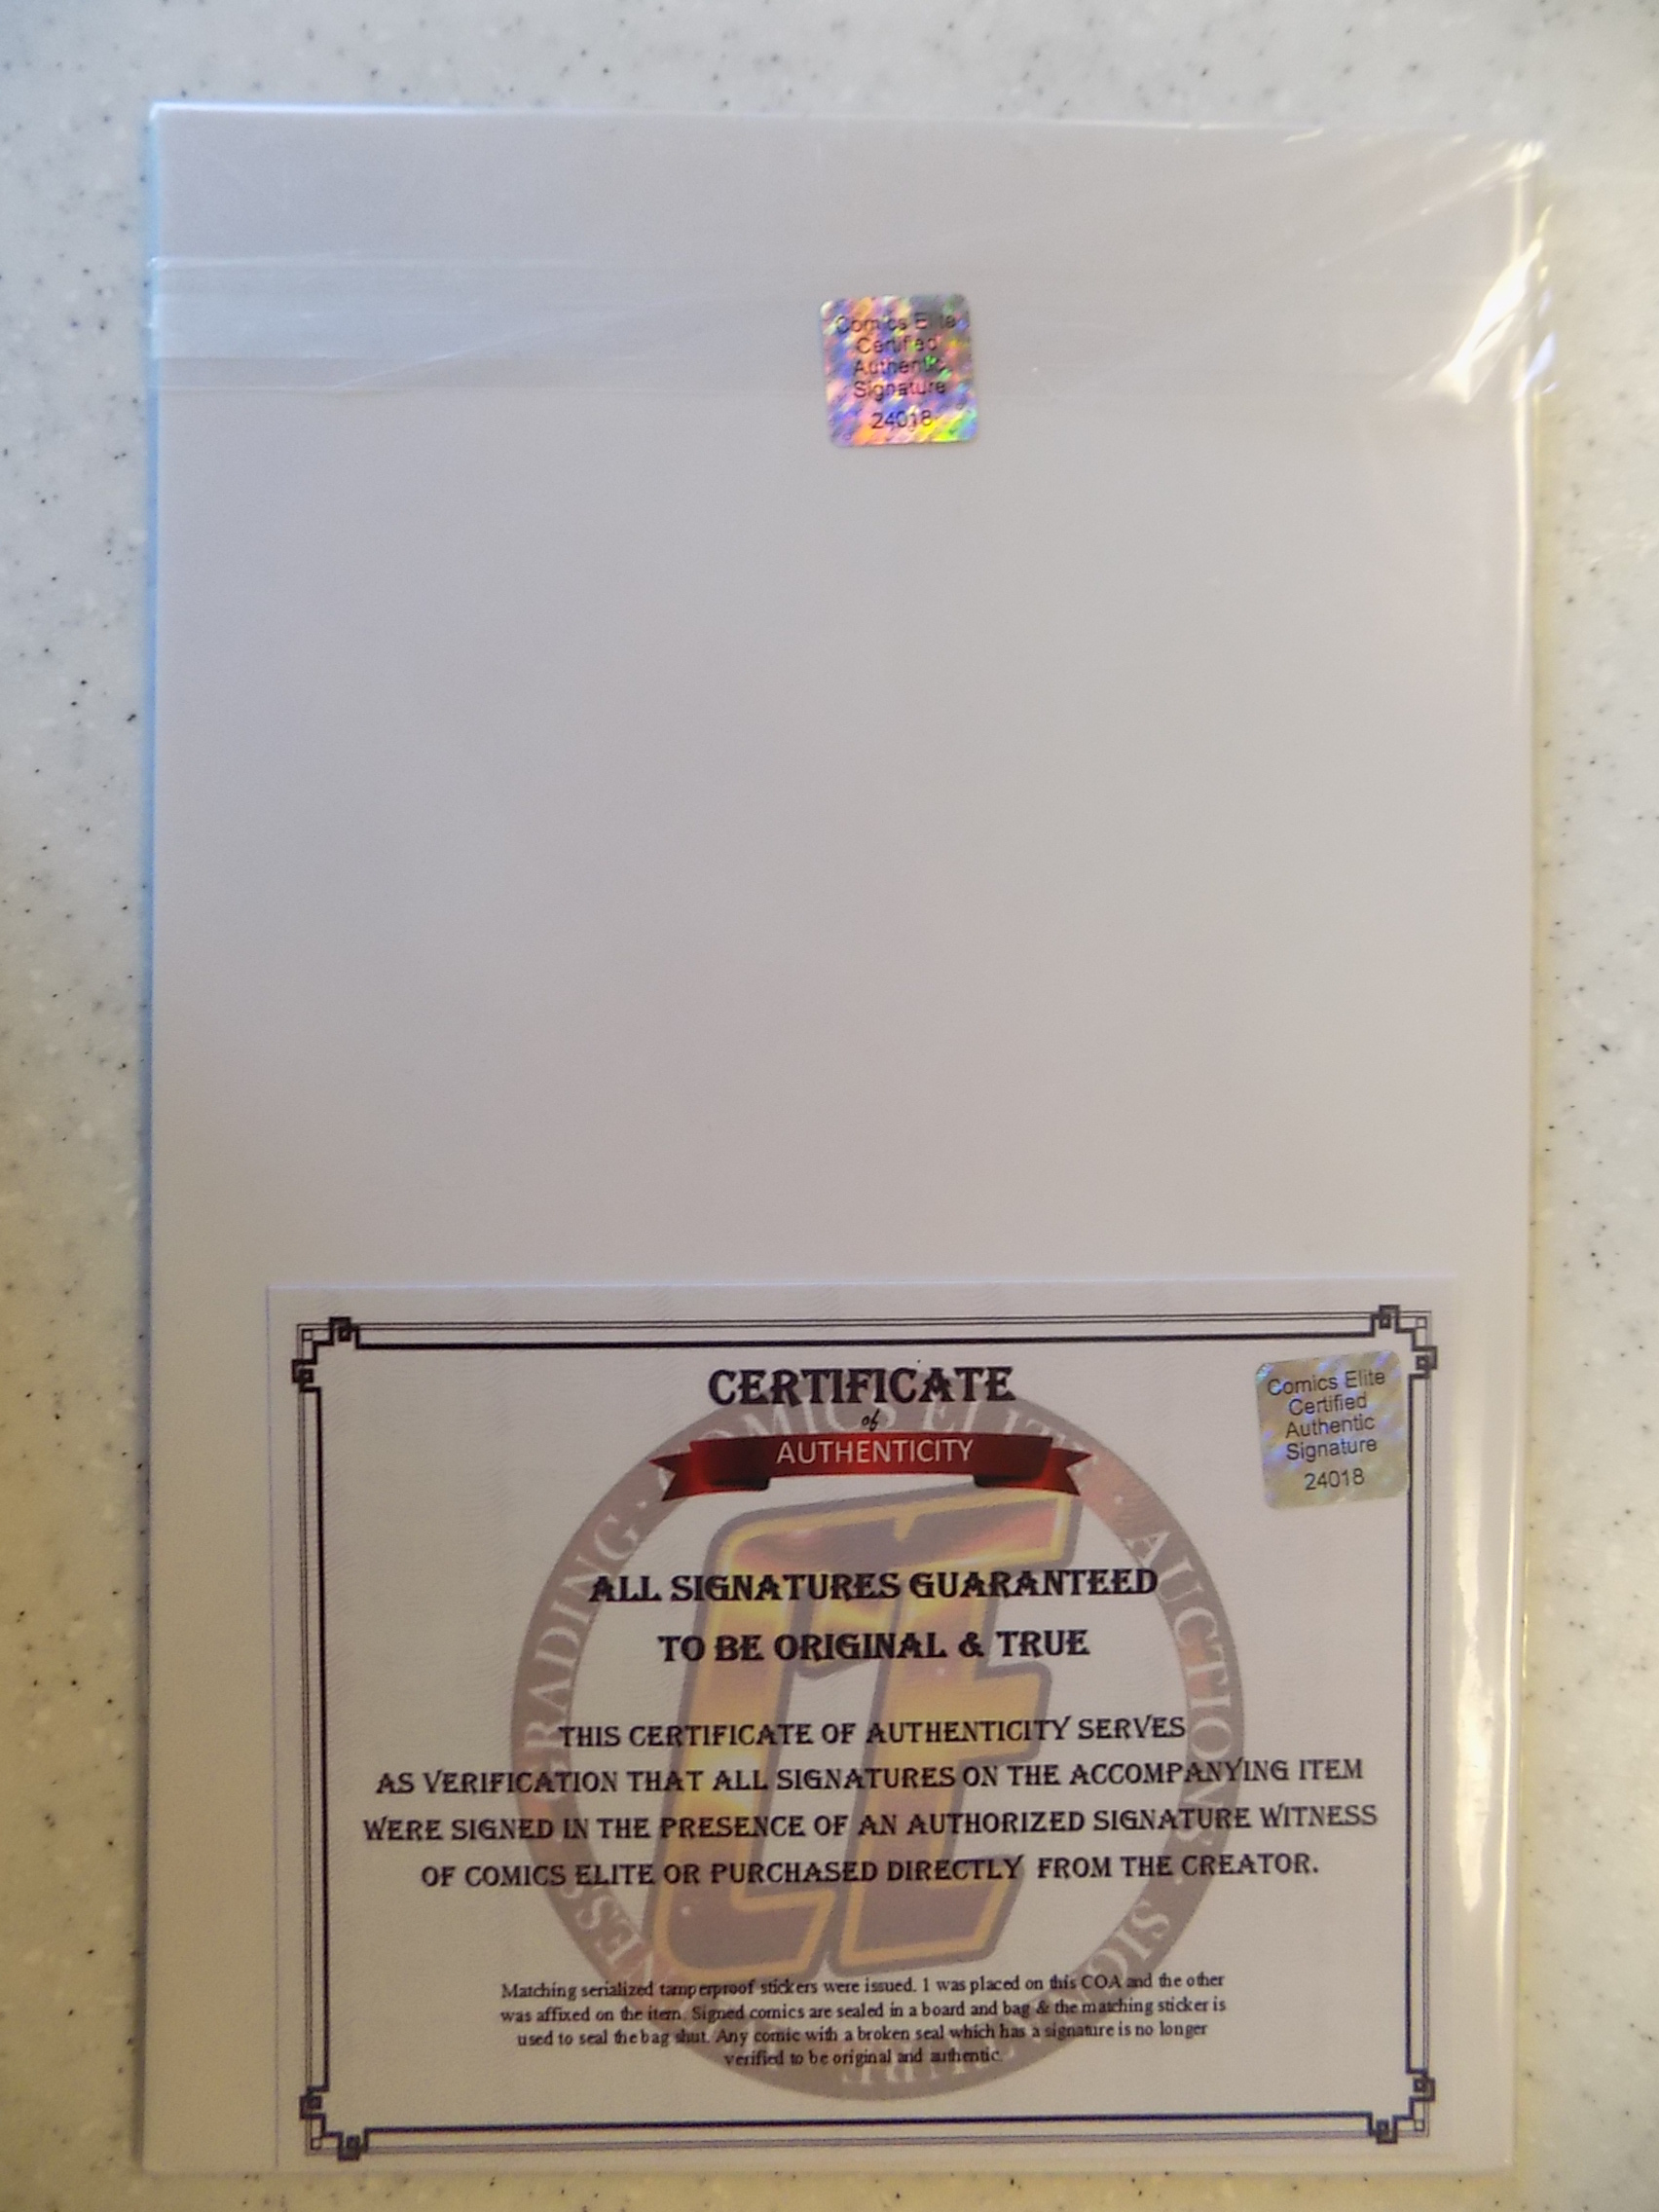 Comics Elite
Certified
Authentic
Signature
24018
CERTIFICATE
of
AUTHENTICITY
Comics Elite
Certified
Authentic
Signature
24018
ALL SIGNATURES GUARANTEED
TO BE ORIGINAL & TRUE
THIS CERTIFICATE OF AUTHENTICITY SERVES
AS VERIFICATION THAT ALL SIGNATURES ON THE ACCOMPANYING ITEM
WERE SIGNED IN THE PRESENCE OF AN AUTHORIZED SIGNATURE WITNESS
OF COMICS ELITE OR PURCHASED DIRECTLY FROM THE CREATOR.
Matching serialized tamperproof stickers were issued. 1 was placed on this COA and the other
was affixed on the item. Signed comics are sealed in a board and bag & the matching sticker is
used to seal the bag shut. Any comic with a broken seal which has a signature is no longer
verified to be original and authentic.
COMICS ELITE
AUCTIONS
GRADING
CE